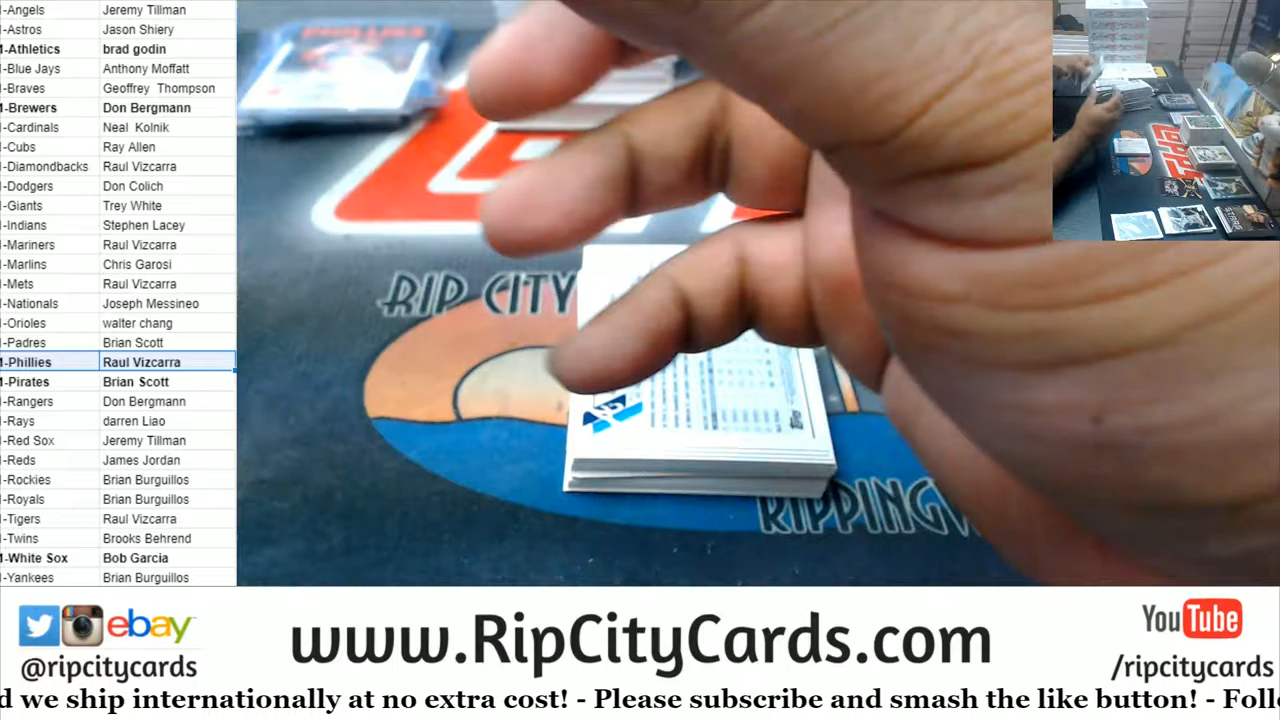 I-Angels Jeremy Tillman
I-Astros Jason Shiery
I-Athletics brad godin
I-Blue Jays Anthony Moffatt
I-Braves Geoffrey Thompson
I-Brewers Don Bergmann
I-Cardinals Neal Kolnik
I-Cubs Ray Allen
I-Diamondbacks Raul Vizcarra
I-Dodgers Don Colich
I-Giants Trey White
I-Indians Stephen Lacey
I-Mariners Raul Vizcarra
I-Marlins Chris Garosi
I-Mets Raul Vizcarra
I-Nationals Joseph Messineo
I-Orioles walter chang
I-Padres Brian Scott
I-Phillies Raul Vizcarra
I-Pirates Brian Scott
I-Rangers Don Bergmann
I-Rays darren Liao
I-Red Sox Jeremy Tillman
I-Reds James Jordan
I-Rockies Brian Burguillos
I-Royals Brian Burguillos
I-Tigers Raul Vizcarra
I-Twins Brooks Behrend
I-White Sox Bob Garcia
I-Yankees Brian Burguillos
RIP CITY
RIPPINGW
topps
ebay
@ripcitycards
www.RipCityCards.com
YouTube
/ripcitycards
d we ship internationally at no extra cost! - Please subscribe and smash the like button! - Foll